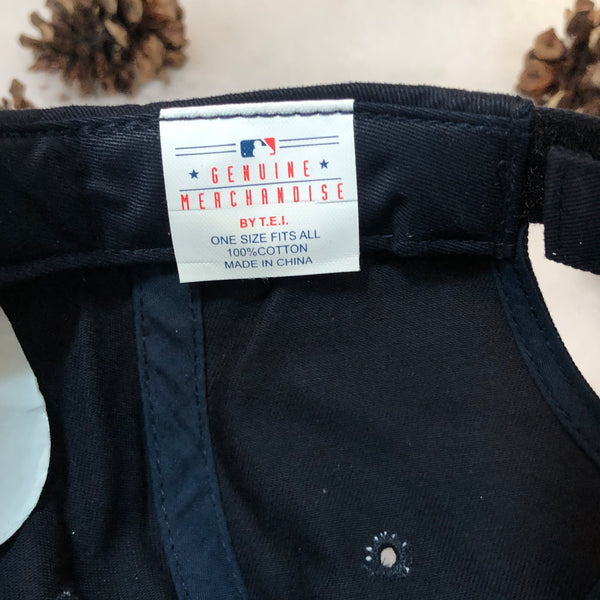 GENUINE
MERCHANDISE
BY T.E.I.
ONE SIZE FITS ALL
100%COTTON
MADE IN CHINA